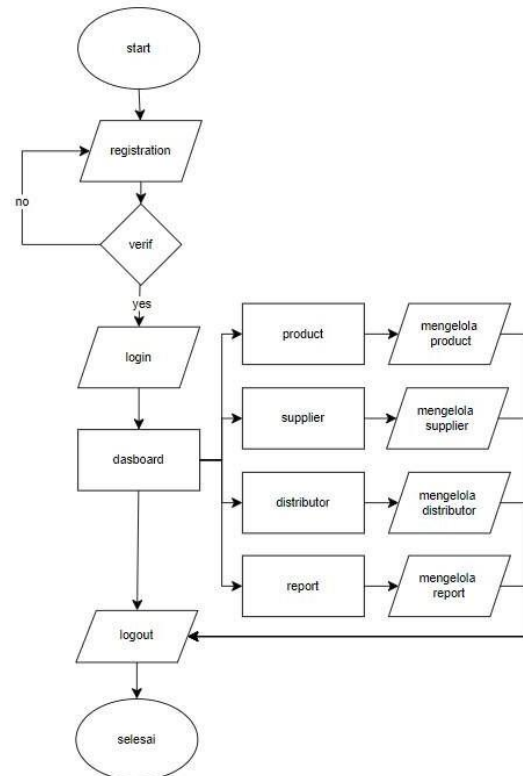 start
registration
no
verif
yes
login
product
mengelola
product
supplier
mengelola
supplier
dasboard
distributor
mengelola
distributor
report
mengelola
report
logout
selesai